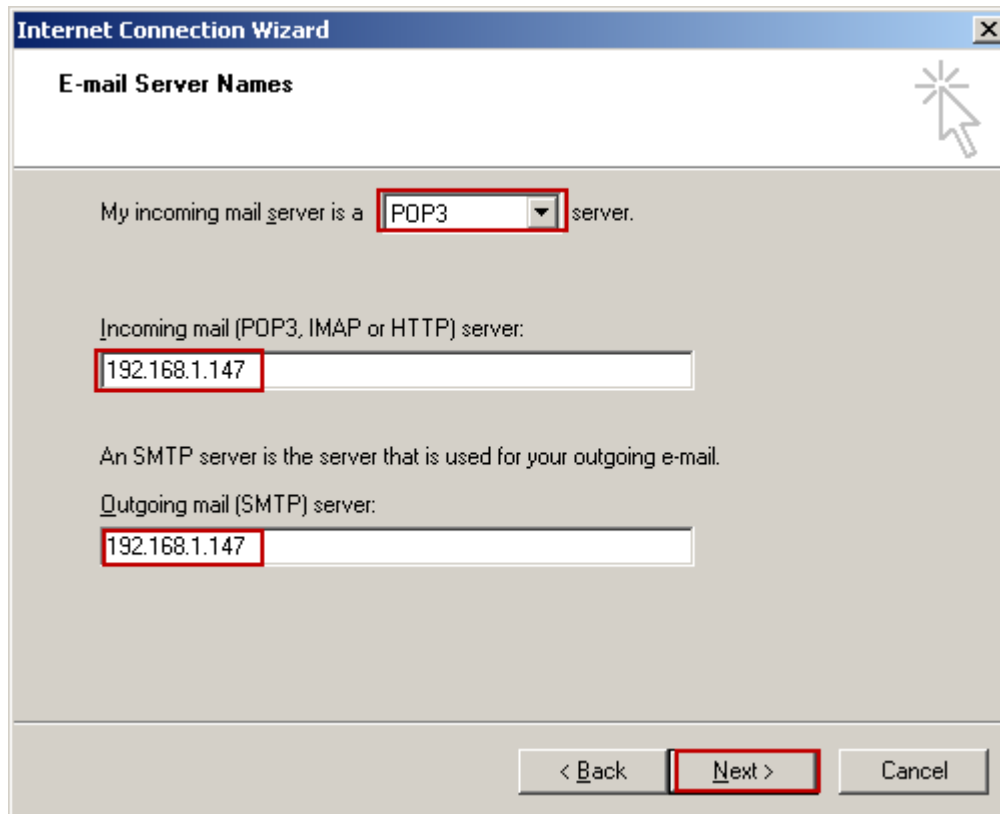 Internet Connection Wizard
E-mail Server Names
My incoming mail server is a POP3 server.
Incoming mail (POP3, IMAP or HTTP) server:
192.168.1.147
An SMTP server is the server that is used for your outgoing e-mail.
Outgoing mail (SMTP) server:
192.168.1.147
< Back Next > Cancel